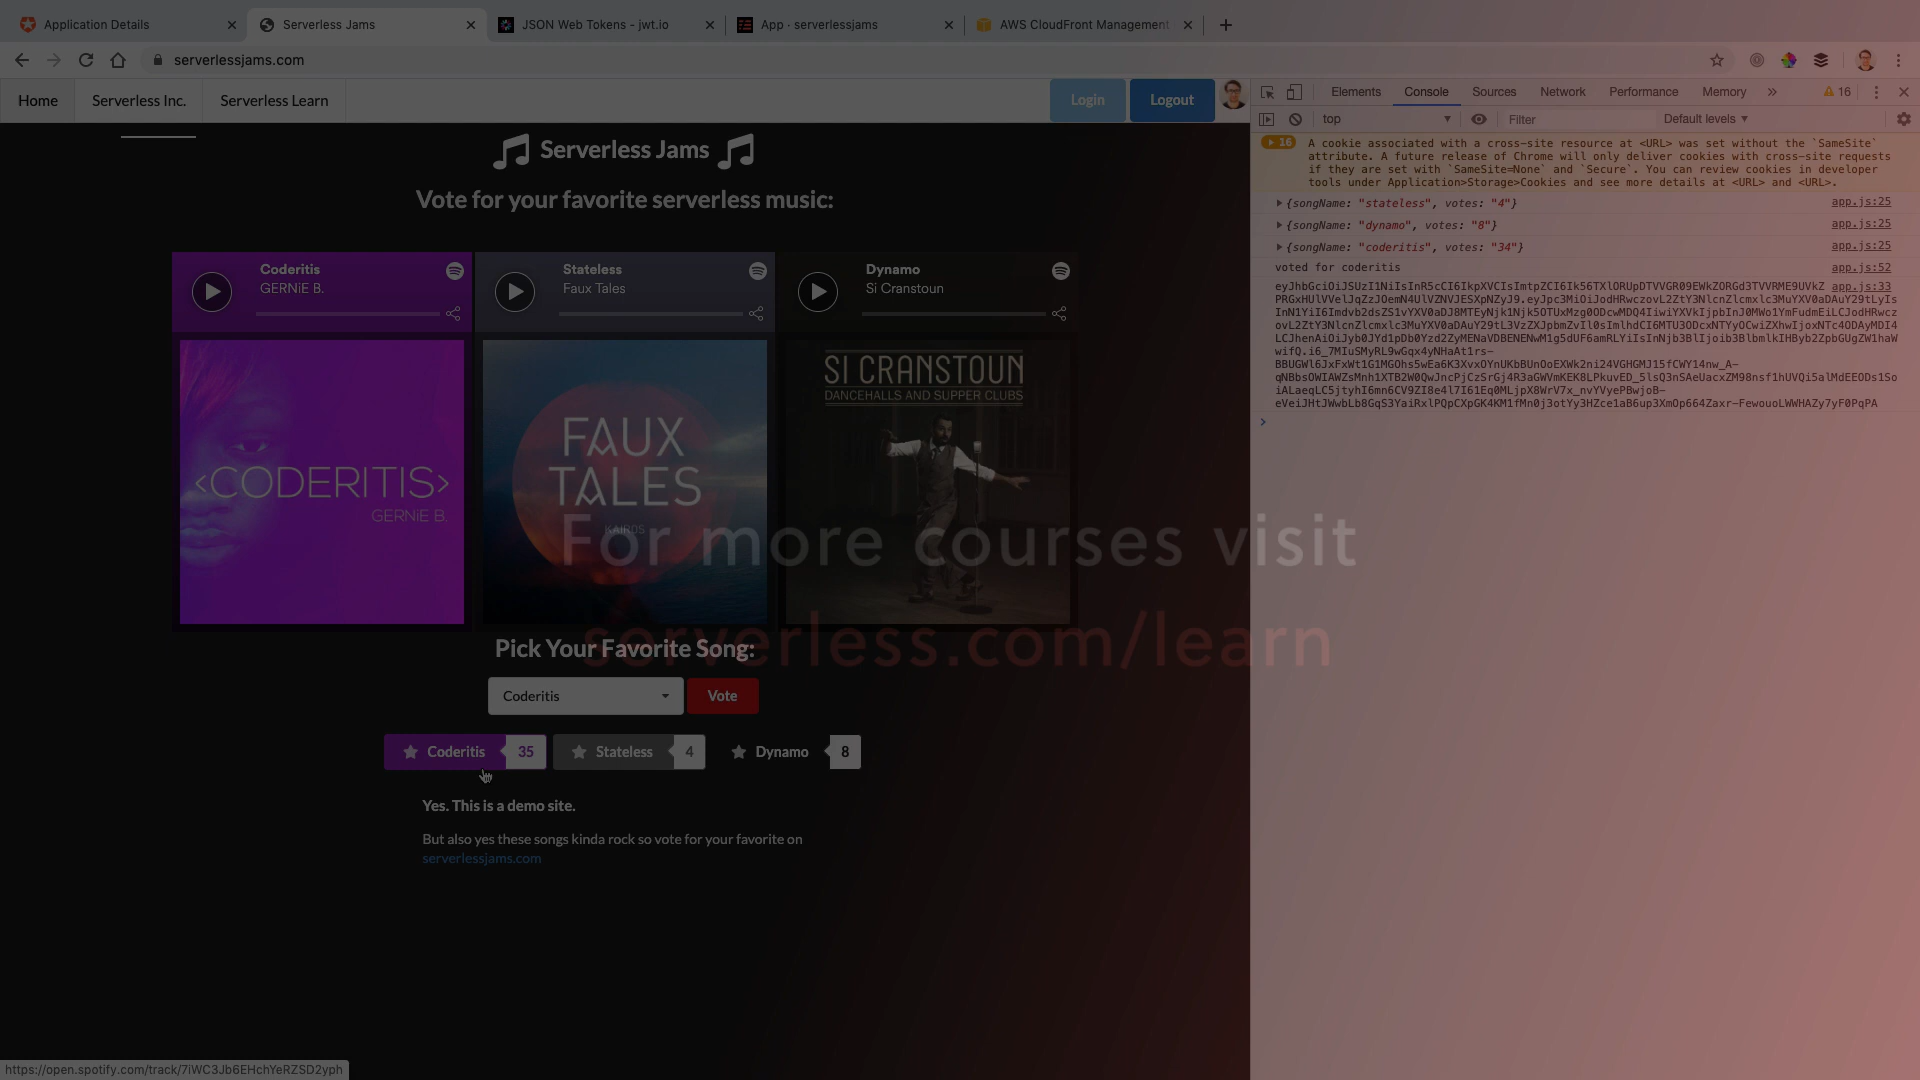 Application Details
Serverless Jams
JSON Web Tokens - jwt.io
App · serverlessjams
AWS CloudFront Management
serverlessjams.com
Home
Serverless Inc.
Serverless Learn
Login
Logout
Elements
Console
Sources
Network
Performance
Memory
16
top
Filter
Default levels
Serverless Jams
Vote for your favorite serverless music:
16
A cookie associated with a cross-site resource at <URL> was set without the `SameSite`
attribute. A future release of Chrome will only deliver cookies with cross-site requests
if they are set with `SameSite=None` and `Secure`. You can review cookies in developer
tools under Application>Storage>Cookies and see more details at <URL> and <URL>.
{songName: "stateless", votes: "4"}
app.js:25
{songName: "dynamo", votes: "8"}
app.js:25
{songName: "coderitis", votes: "34"}
app.js:25
voted for coderitis
app.js:52
app.js:33
Coderitis
GERNiE B.
Stateless
Faux Tales
Dynamo
Si Cranstoun
<CODERITIS>
GERNiE B.
FAUX
TALES
KAIROS
SI CRANSTOUN
DANCEHALLS AND SUPPER CLUBS
For more courses visit
serverless.com/learn
Pick Your Favorite Song:
Coderitis
Vote
Coderitis
35
Stateless
4
Dynamo
8
Yes. This is a demo site.
But also yes these songs kinda rock so vote for your favorite on
serverlessjams.com
https://open.spotify.com/track/7iWC3Jb6EHchYeRZSD2yph